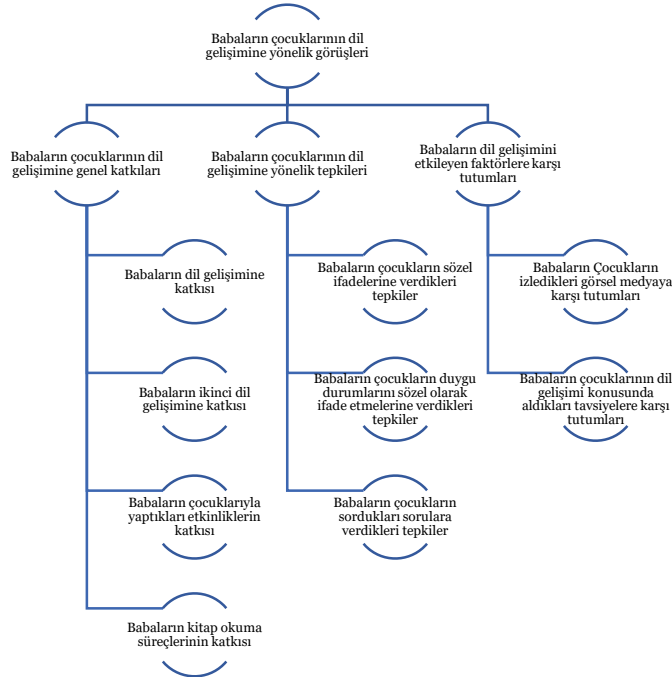 Babaların çocuklarının dil
gelişimine yönelik görüşleri
Babaların çocuklarının dil
gelişimine genel katkıları
Babaların dil gelişimine
katkısı
Babaların ikinci dil
gelişimine katkısı
Babaların çocuklarıyla
yaptıkları etkinliklerin
katkısı
Babaların kitap okuma
süreçlerinin katkısı
Babaların çocuklarının dil
gelişimine yönelik tepkileri
Babaların çocukların sözel
ifadelerine verdikleri
tepkiler
Babaların çocukların duygu
durumlarını sözel olarak
ifade etmelerine verdikleri
tepkiler
Babaların çocukların
sordukları sorulara
verdikleri tepkiler
Babaların dil gelişimini
etkileyen faktörlere karşı
tutumları
Babaların Çocukların
izledikleri görsel medyaya
karşı tutumları
Babaların çocuklarının dil
gelişimi konusunda
aldıkları tavsiyelere karşı
tutumları